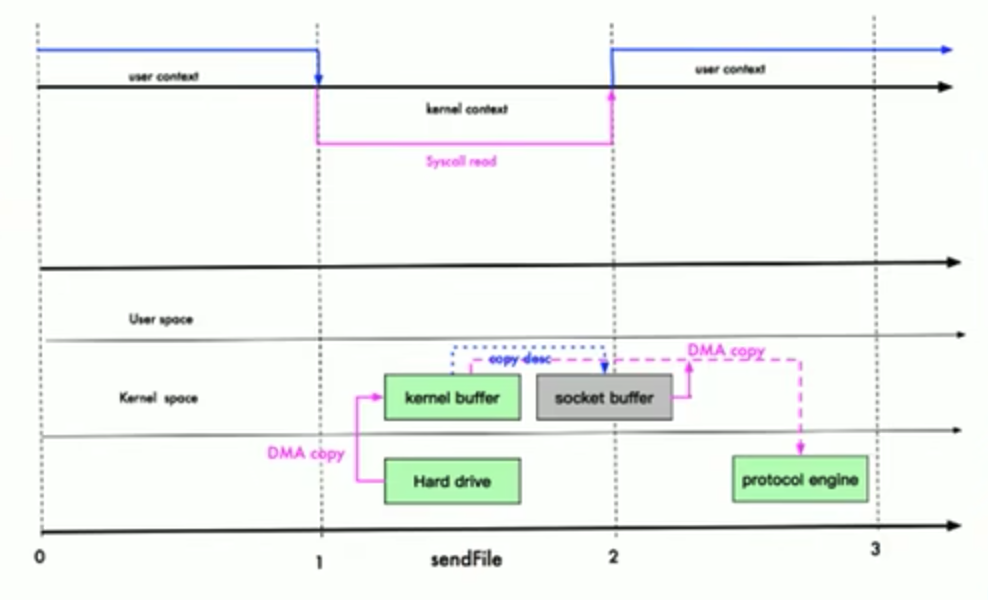 user context
user context
kernel context
Syscall read
User space
copy desc
DMA copy
Kernel space
kernel buffer
socket buffer
DMA copy
Hard drive
protocol engine
0
1
sendFile
2
3